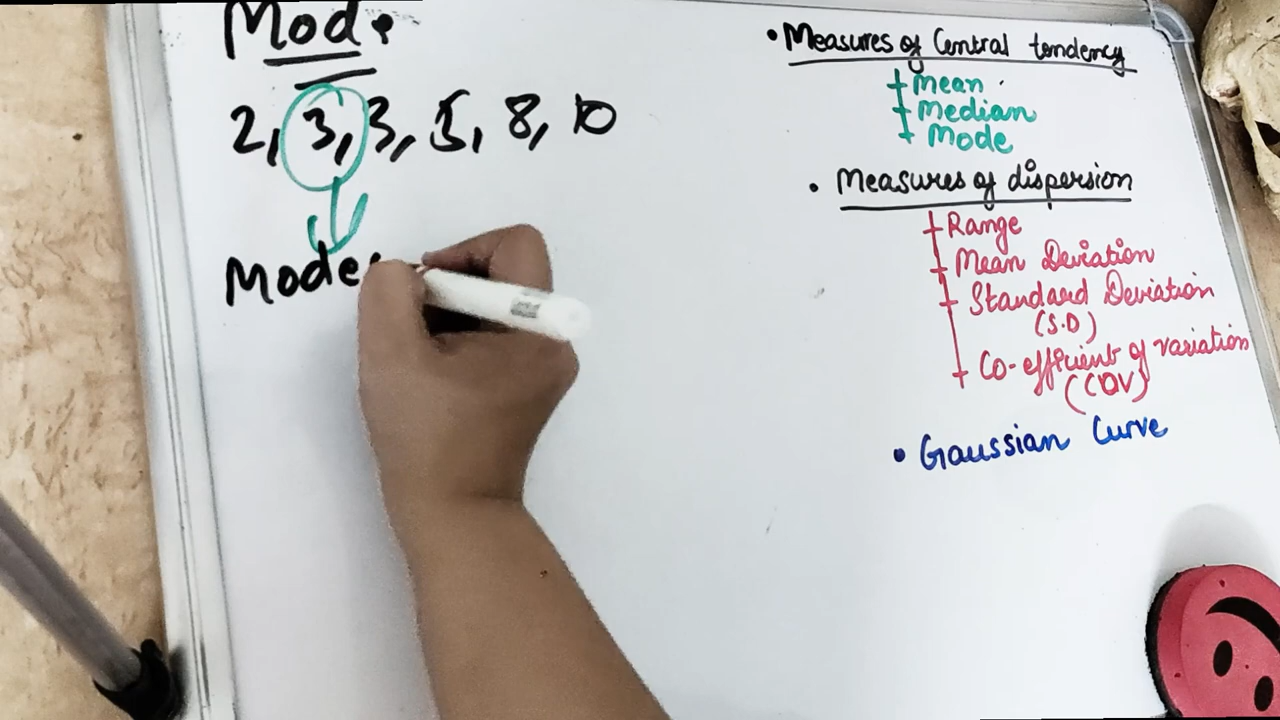 Mode
2, 3, 3, 5, 8, 10
Mode
• Measures of Central tendency
Mean
Median
Mode
• Measures of dispersion
Range
Mean Deviation
Standard Deviation
(S.D)
Co-efficient of variation
(COV)
• Gaussian Curve